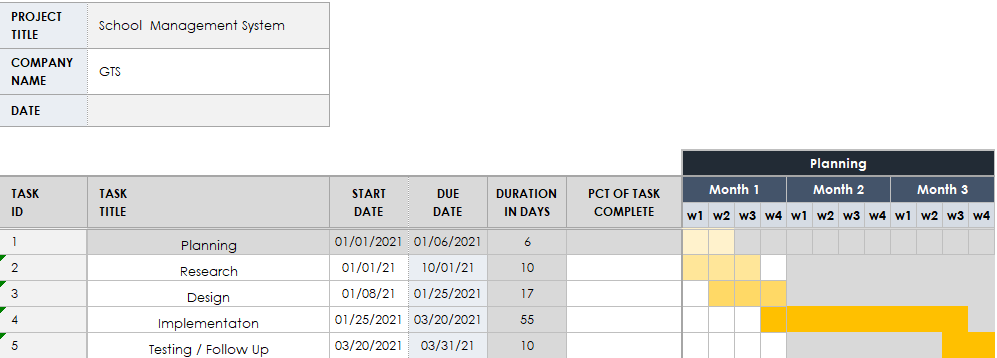 PROJECT
TITLE
School  Management System
COMPANY
NAME
GTS
DATE
Planning
TASK
ID
TASK
TITLE
START
DATE
DUE
DATE
DURATION
IN DAYS
PCT OF TASK
COMPLETE
Month 1 Month 2 Month 3
w1 w2 w3 w4 w1 w2 w3 w4 w1 w2 w3 w4
1 Planning 01/01/2021 01/06/2021 6
2 Research 01/01/21 10/01/21 10
3 Design 01/08/21 01/25/2021 17
4 Implementaton 01/25/2021 03/20/2021 55
5 Testing / Follow Up 03/20/2021 03/31/21 10